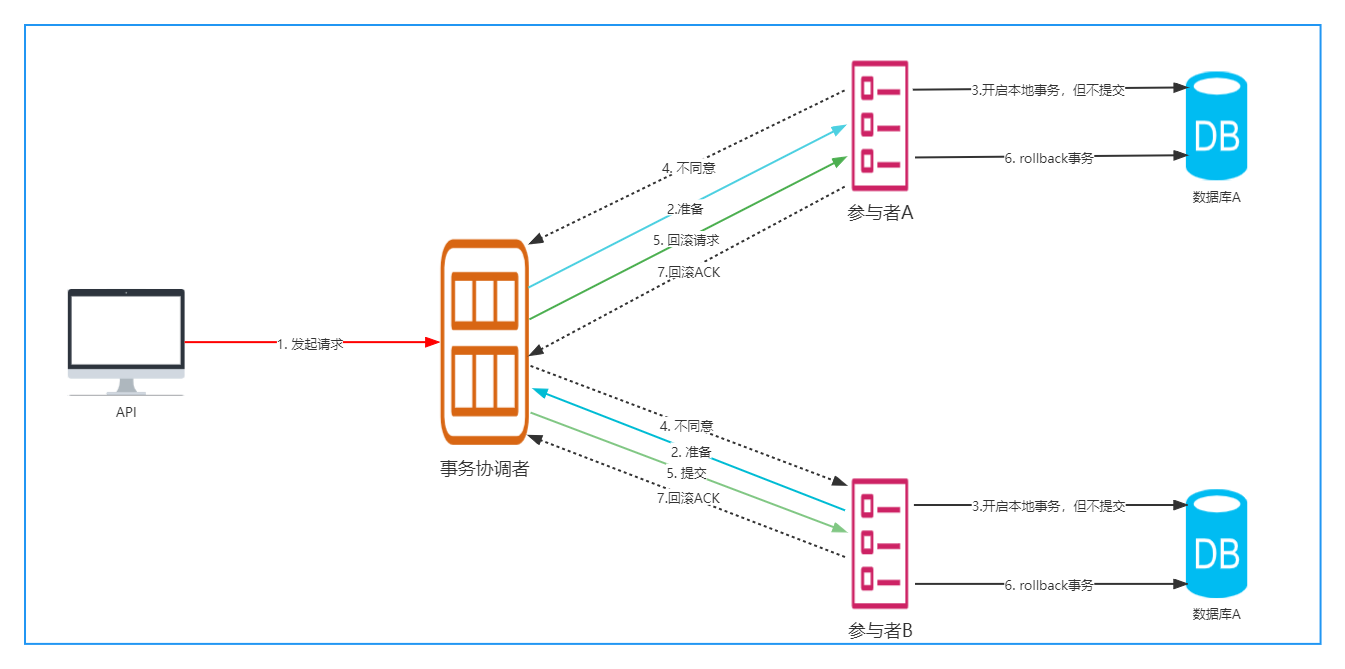 3.开启本地事务，但不提交
4. 不同意
6. rollback事务
2.准备
数据库A
参与者A
5. 回滚请求
7.回滚ACK
1. 发起请求
API
4. 不同意
2. 准备
事务协调者
5. 提交
7.回滚ACK
3.开启本地事务，但不提交
6. rollback事务
数据库A
参与者B
DB
DB